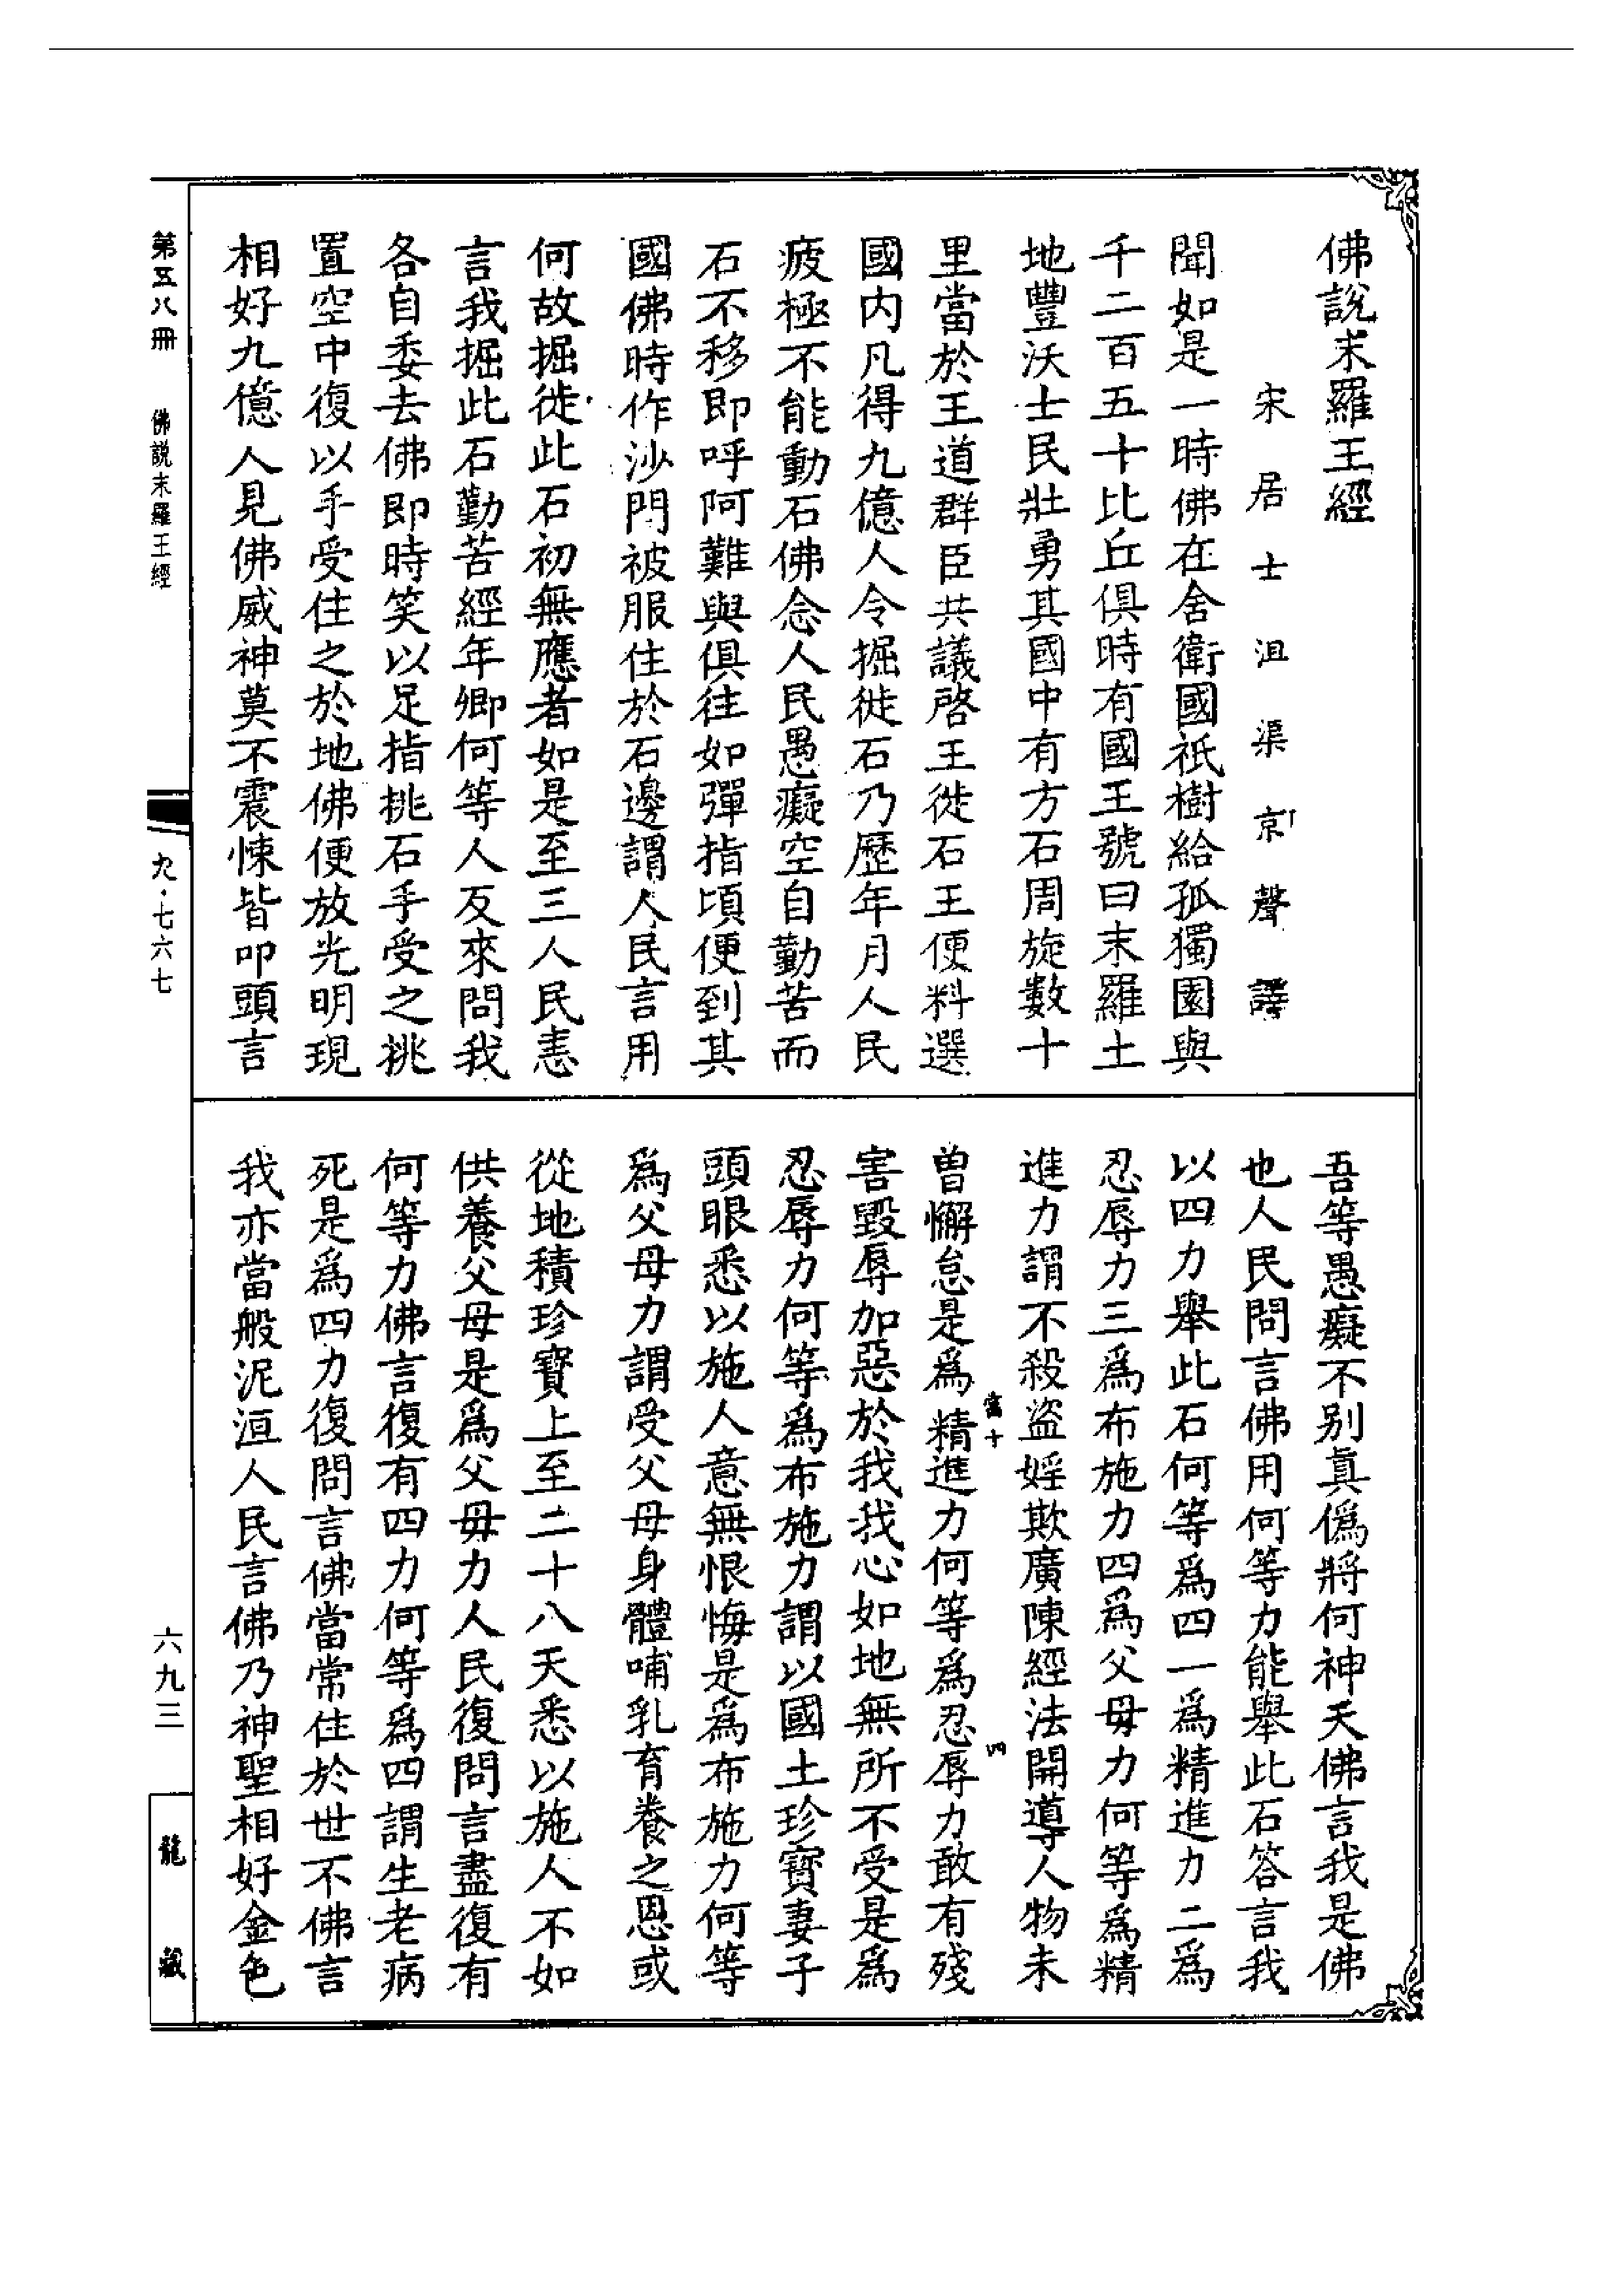 佛說末羅王經
宋居士沮渠京聲譯
聞如是一時佛在舍衛國祇樹給孤獨園與
千二百五十比丘俱時有國王號曰末羅土
地豐沃士民壯勇其國中有方石周旋數十
里當於王道群臣共議啓王徙石王便料選
國内凡得九億人令掘徙石乃歷年月人民
疲極不能動石佛念人民愚癡空自勤苦而
石不移即呼阿難與俱往如彈指頃便到其
國佛時作沙門被服住於石邊謂人民言用
何故掘徙此石初無應者如是至三人民恚
言我掘此石勤苦經年卿何等人反來問我
各自委去佛即時笑以足指挑石手受之挑
置空中復以手受住之於地佛便放光明現
相好九億人見佛威神莫不震悚皆叩頭言
吾等愚癡不别真僞將何神天佛言我是佛
也人民問言佛用何等力能舉此石答言我
以四力舉此石何等爲四一爲精進力二爲
忍辱力三爲布施力四爲父母力何等爲精
進力謂不殺盜婬欺廣陳經法開導人物未
曽懈怠是爲精進力何等爲忍辱力敢有殘
害毀辱加惡於我我心如地無所不受是爲
忍辱力何等爲布施力謂以國土珍寶妻子
頭眼悉以施人意無恨悔是爲布施力何等
爲父母力謂受父母身體哺乳育養之恩或
從地積珍寶上至二十八天悉以施人不如
供養父母是爲父母力人民復問言盡復有
何等力佛言復有四力何等爲四謂生老病
死是爲四力復問言佛當常住於世不佛言
我亦當般泥洹人民言佛乃神聖相好金色
第五八冊
佛說末羅王經
九·七六七
六九三
龍藏